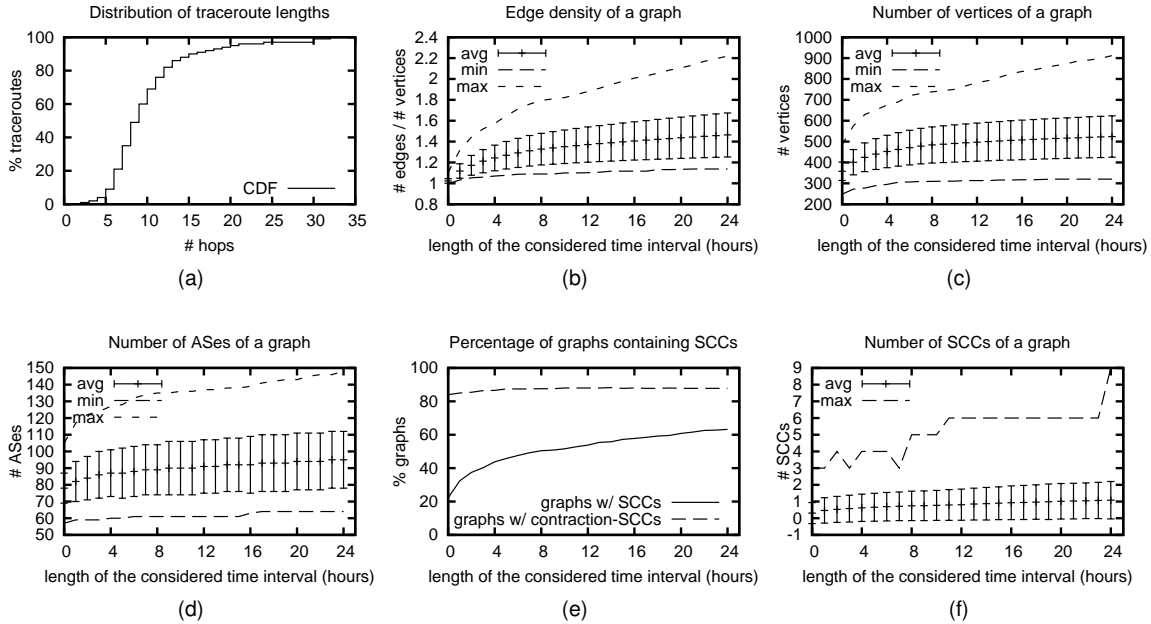 Distribution of traceroute lengths
% traceroutes
100
80
60
40
20
0
CDF
0 5 10 15 20 25 30 35
# hops
(a)
Edge density of a graph
# edges / # vertices
2.4
2.2
2
1.8
1.6
1.4
1.2
1
0.8
avg
min
max
0 4 8 12 16 20 24
length of the considered time interval (hours)
(b)
Number of vertices of a graph
# vertices
1000
900
800
700
600
500
400
300
200
avg
min
max
0 4 8 12 16 20 24
length of the considered time interval (hours)
(c)
Number of ASes of a graph
# ASes
150
140
130
120
110
100
90
80
70
60
50
avg
min
max
0 4 8 12 16 20 24
length of the considered time interval (hours)
(d)
Percentage of graphs containing SCCs
% graphs
100
80
60
40
20
0
graphs w/ SCCs
graphs w/ contraction-SCCs
0 4 8 12 16 20 24
length of the considered time interval (hours)
(e)
Number of SCCs of a graph
# SCCs
9
8
7
6
5
4
3
2
1
0
-1
avg
max
0 4 8 12 16 20 24
length of the considered time interval (hours)
(f)